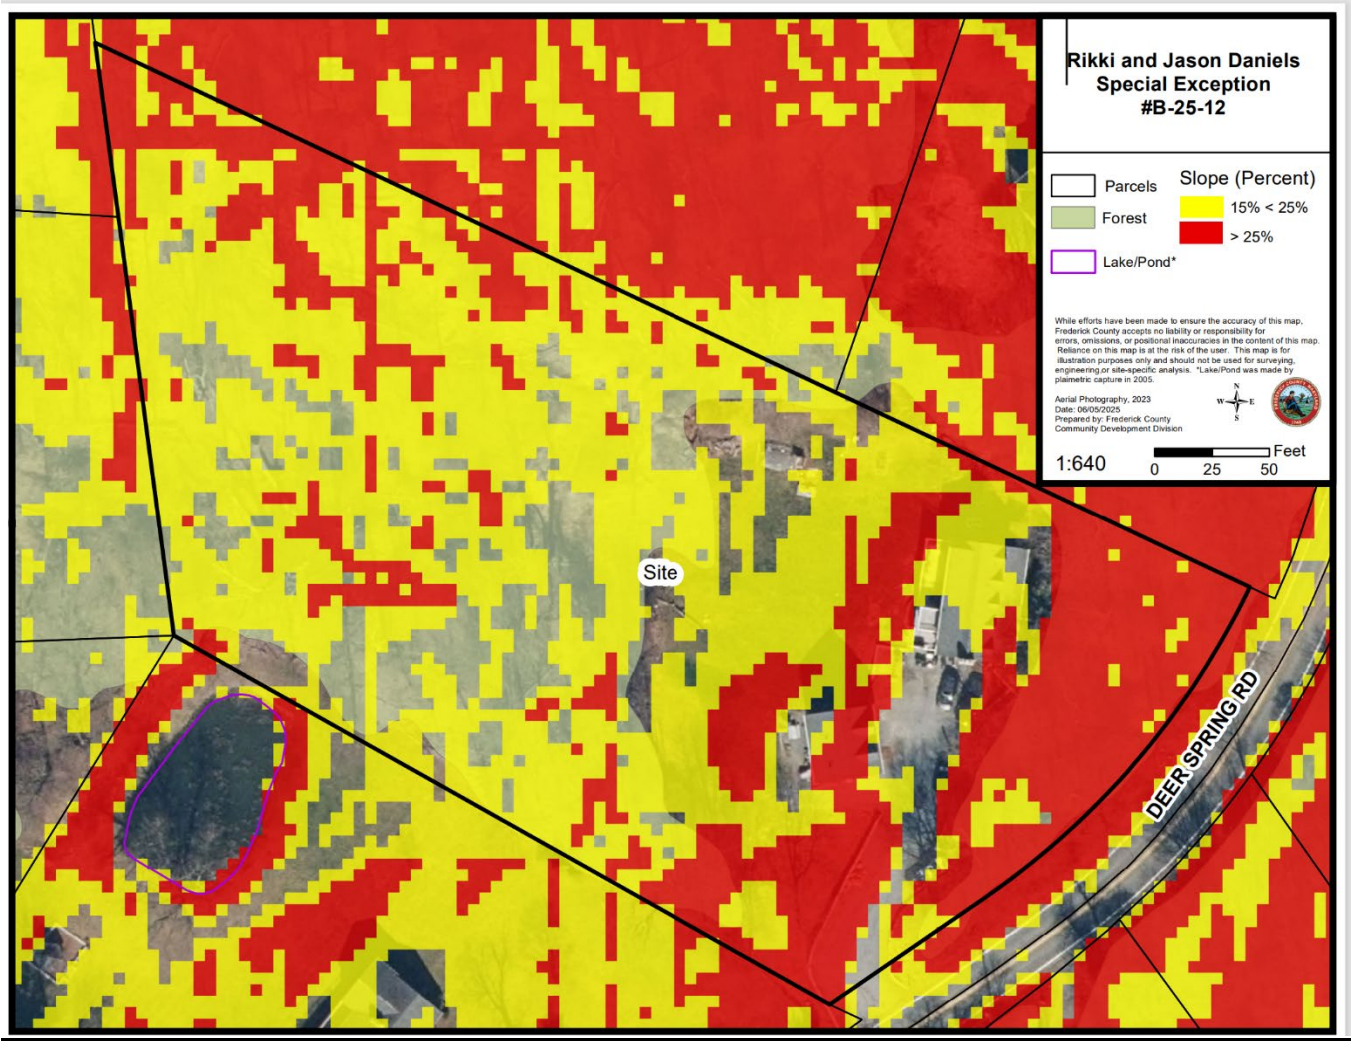 Rikki and Jason Daniels
Special Exception
#B-25-12
Parcels
Forest
Lake/Pond*
Slope (Percent)
15% < 25%
> 25%
While efforts have been made to ensure the accuracy of this map,
Frederick County accepts no liability or responsibility for
errors, omissions, or positional inaccuracies in the content of this map.
Reliance on this map is at the risk of the user. This map is for
illustration purposes only and should not be used for surveying,
engineering,or site-specific analysis. *Lake/Pond was made by
plaimetric capture in 2005.
Aerial Photography, 2023
Date: 06/05/2025
Prepared by: Frederick County
Community Development Division
N
W E
S
1:640
Feet
0 25 50
Site
DEER SPRING RD